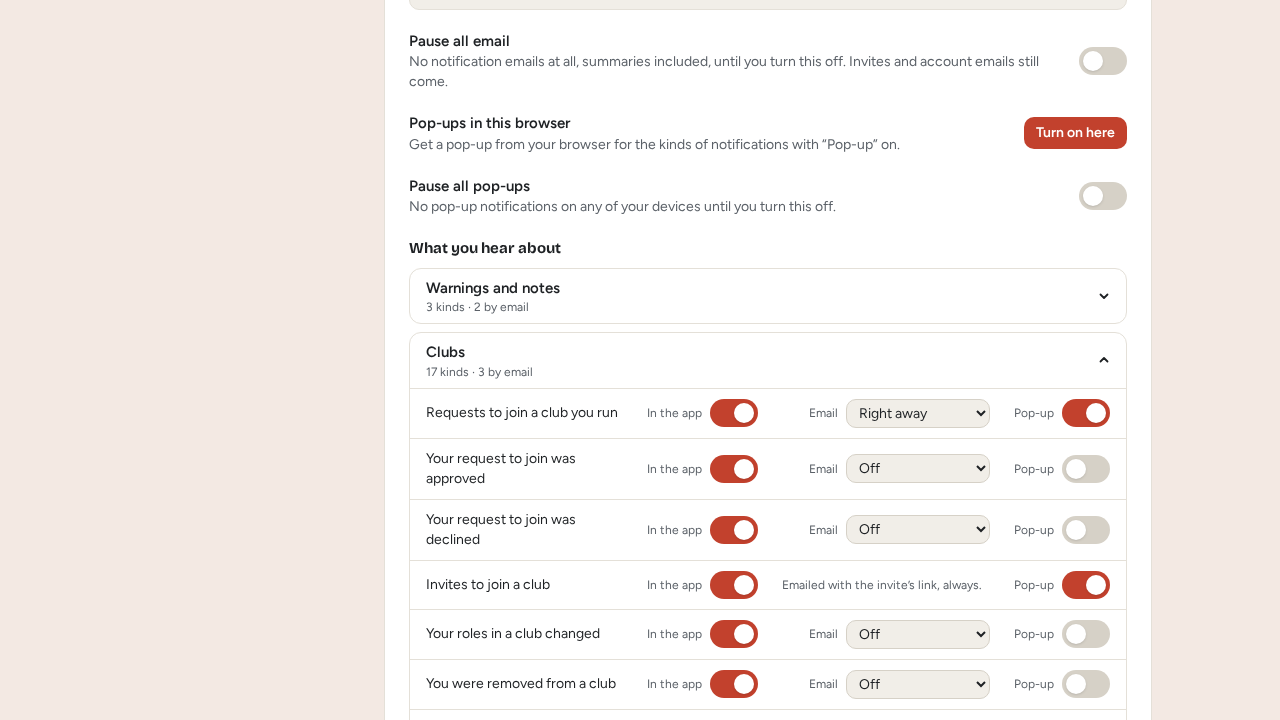 Pause all email
No notification emails at all, summaries included, until you turn this off. Invites and account emails still
come.
Pop-ups in this browser
Get a pop-up from your browser for the kinds of notifications with “Pop-up” on.
Turn on here
Pause all pop-ups
No pop-up notifications on any of your devices until you turn this off.
What you hear about
Warnings and notes
3 kinds · 2 by email
Clubs
17 kinds · 3 by email
Requests to join a club you run In the app Email Right away Pop-up
Your request to join was
approved
In the app Email Off Pop-up
Your request to join was
declined
In the app Email Off Pop-up
Invites to join a club In the app Emailed with the invite’s link, always. Pop-up
Your roles in a club changed In the app Email Off Pop-up
You were removed from a club In the app Email Off Pop-up